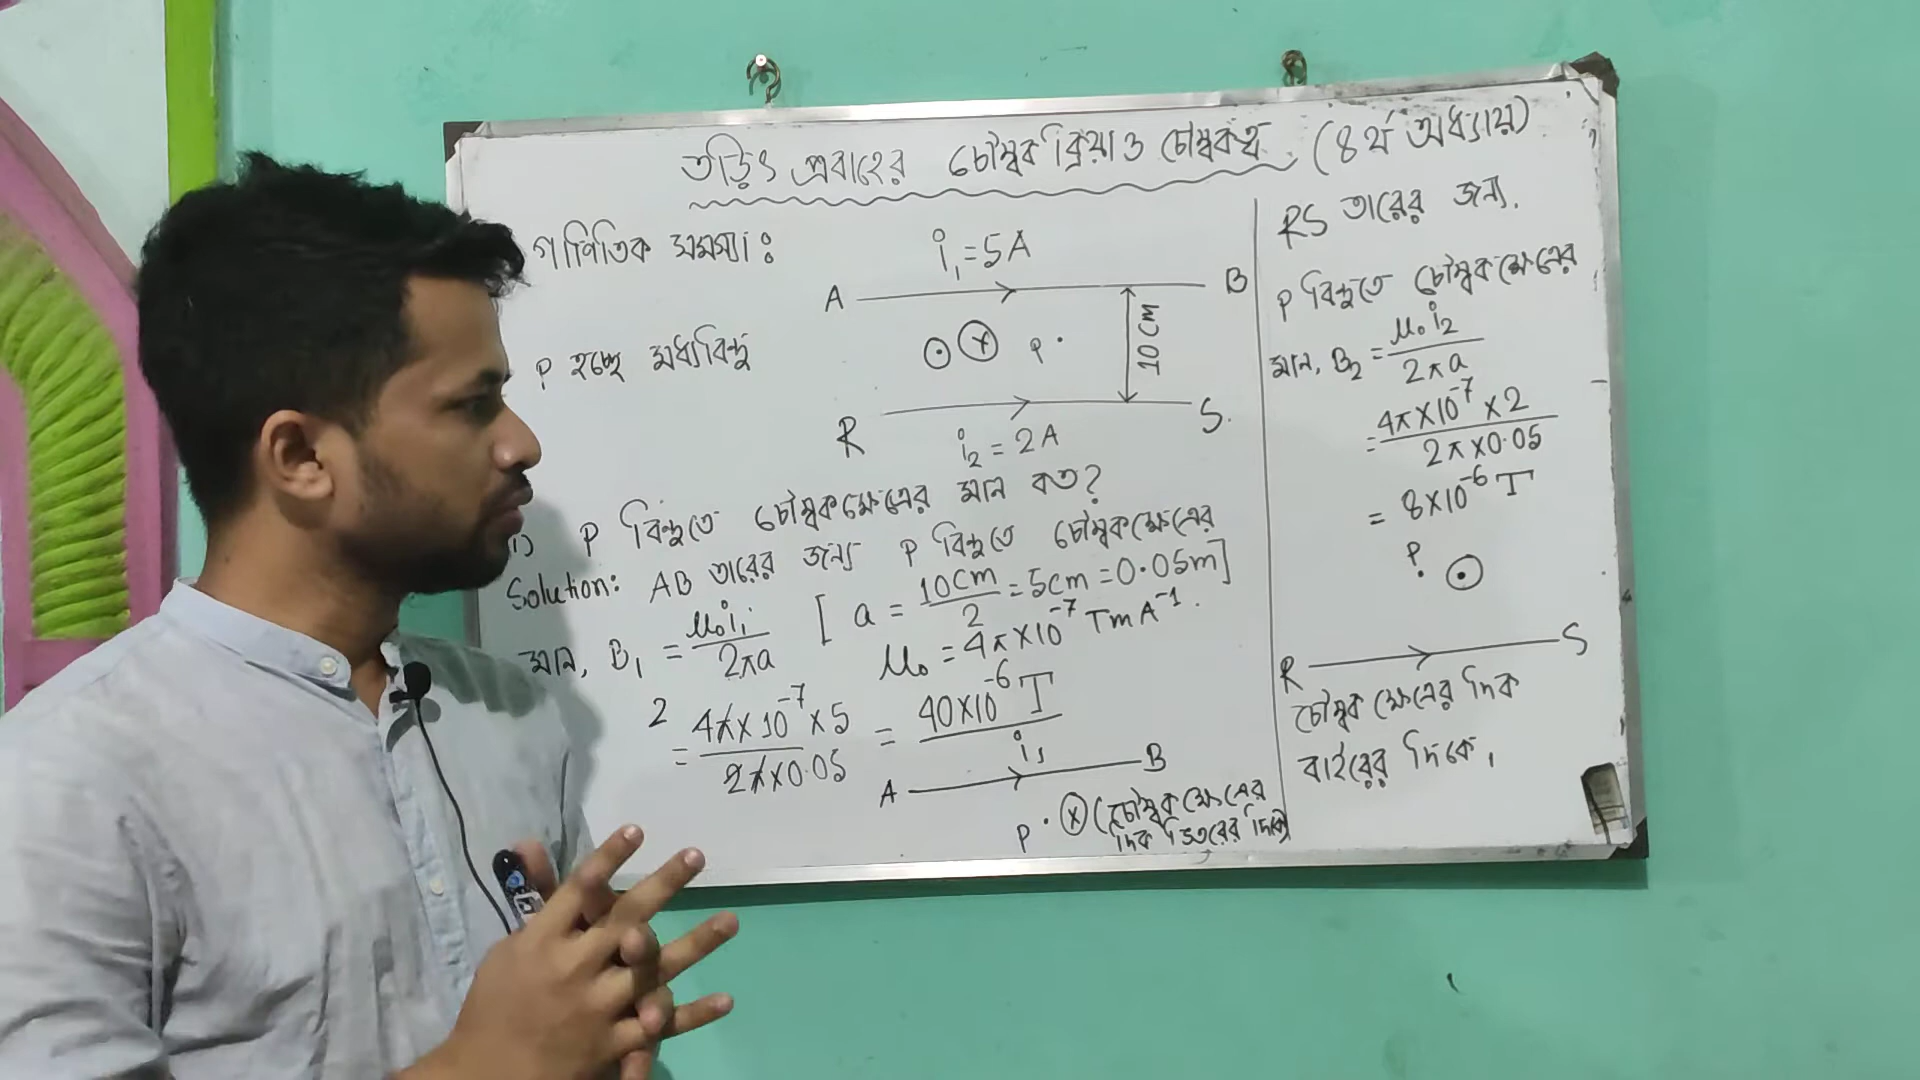 তড়িৎ প্রবাহের চৌম্বক ক্রিয়া ও চৌম্বকত্ব (৪র্থ অধ্যায়)
গাণিতিক সমস্যা:
i₁ = 5A
A B
P হচ্ছে মধ্যবিন্দু
P
10 CM
R S
i₂ = 2A
i) P বিন্দুতে চৌম্বকক্ষেত্রের মান কত?
Solution: AB তারের জন্য P বিন্দুতে চৌম্বকক্ষেত্রের
মান, B₁ = μ₀i₁/2πa [a = 10cm/2 = 5cm = 0.05m]
μ₀ = 4π×10⁻⁷ TmA⁻¹.
2
= 4π×10⁻⁷×5/2π×0.05 = 40×10⁻⁶ T
i₁
A B
P ⊗ (চৌম্বক ক্ষেত্রের
দিক ভিতরের দিকে)
RS তারের জন্য,
P বিন্দুতে চৌম্বকক্ষেত্রের
মান, B₂ = μ₀i₂/2πa
= 4π×10⁻⁷×2/2π×0.05
= 8×10⁻⁶ T
P
R S
চৌম্বক ক্ষেত্রের দিক
বাইরের দিকে,